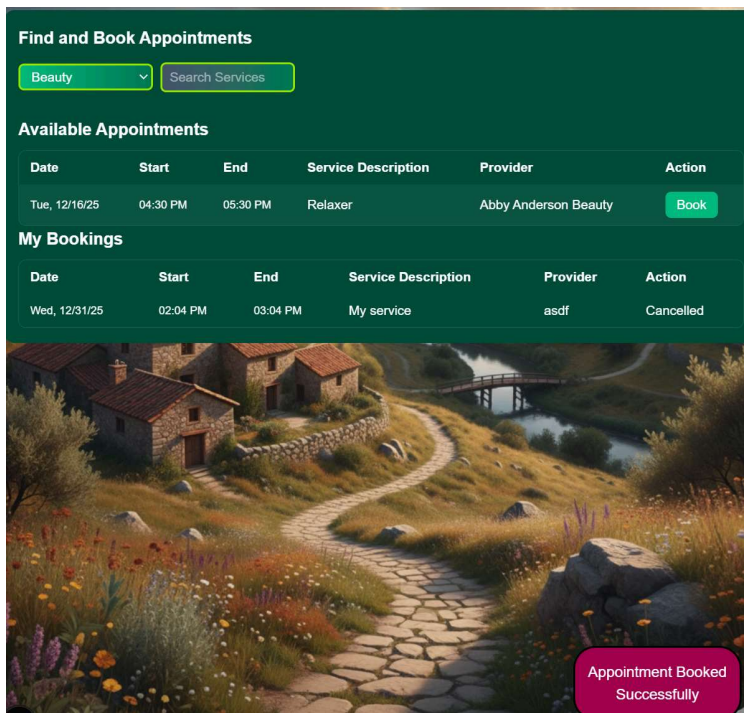 Find and Book Appointments
Beauty Search Services
Available Appointments
Date Start End Service Description Provider Action
Tue, 12/16/25 04:30 PM 05:30 PM Relaxer Abby Anderson Beauty Book
My Bookings
Date Start End Service Description Provider Action
Wed, 12/31/25 02:04 PM 03:04 PM My service asdf Cancelled
Appointment Booked
Successfully